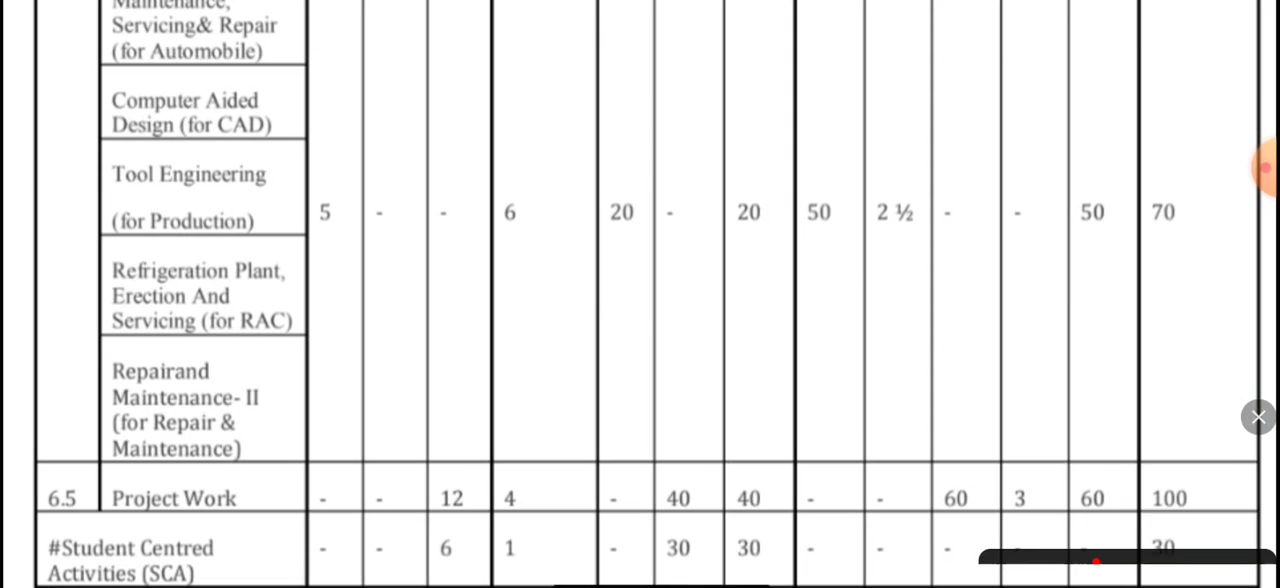 Maintenance,
Servicing& Repair
(for Automobile)
Computer Aided
Design (for CAD)
Tool Engineering
(for Production)
5 - - 6 20 - 20 50 2 ½ - - 50 70
Refrigeration Plant,
Erection And
Servicing (for RAC)
Repairand
Maintenance- II
(for Repair &
Maintenance)
6.5 Project Work - - 12 4 - 40 40 - - 60 3 60 100
#Student Centred
Activities (SCA)
- - 6 1 - 30 30 - - - - - 30